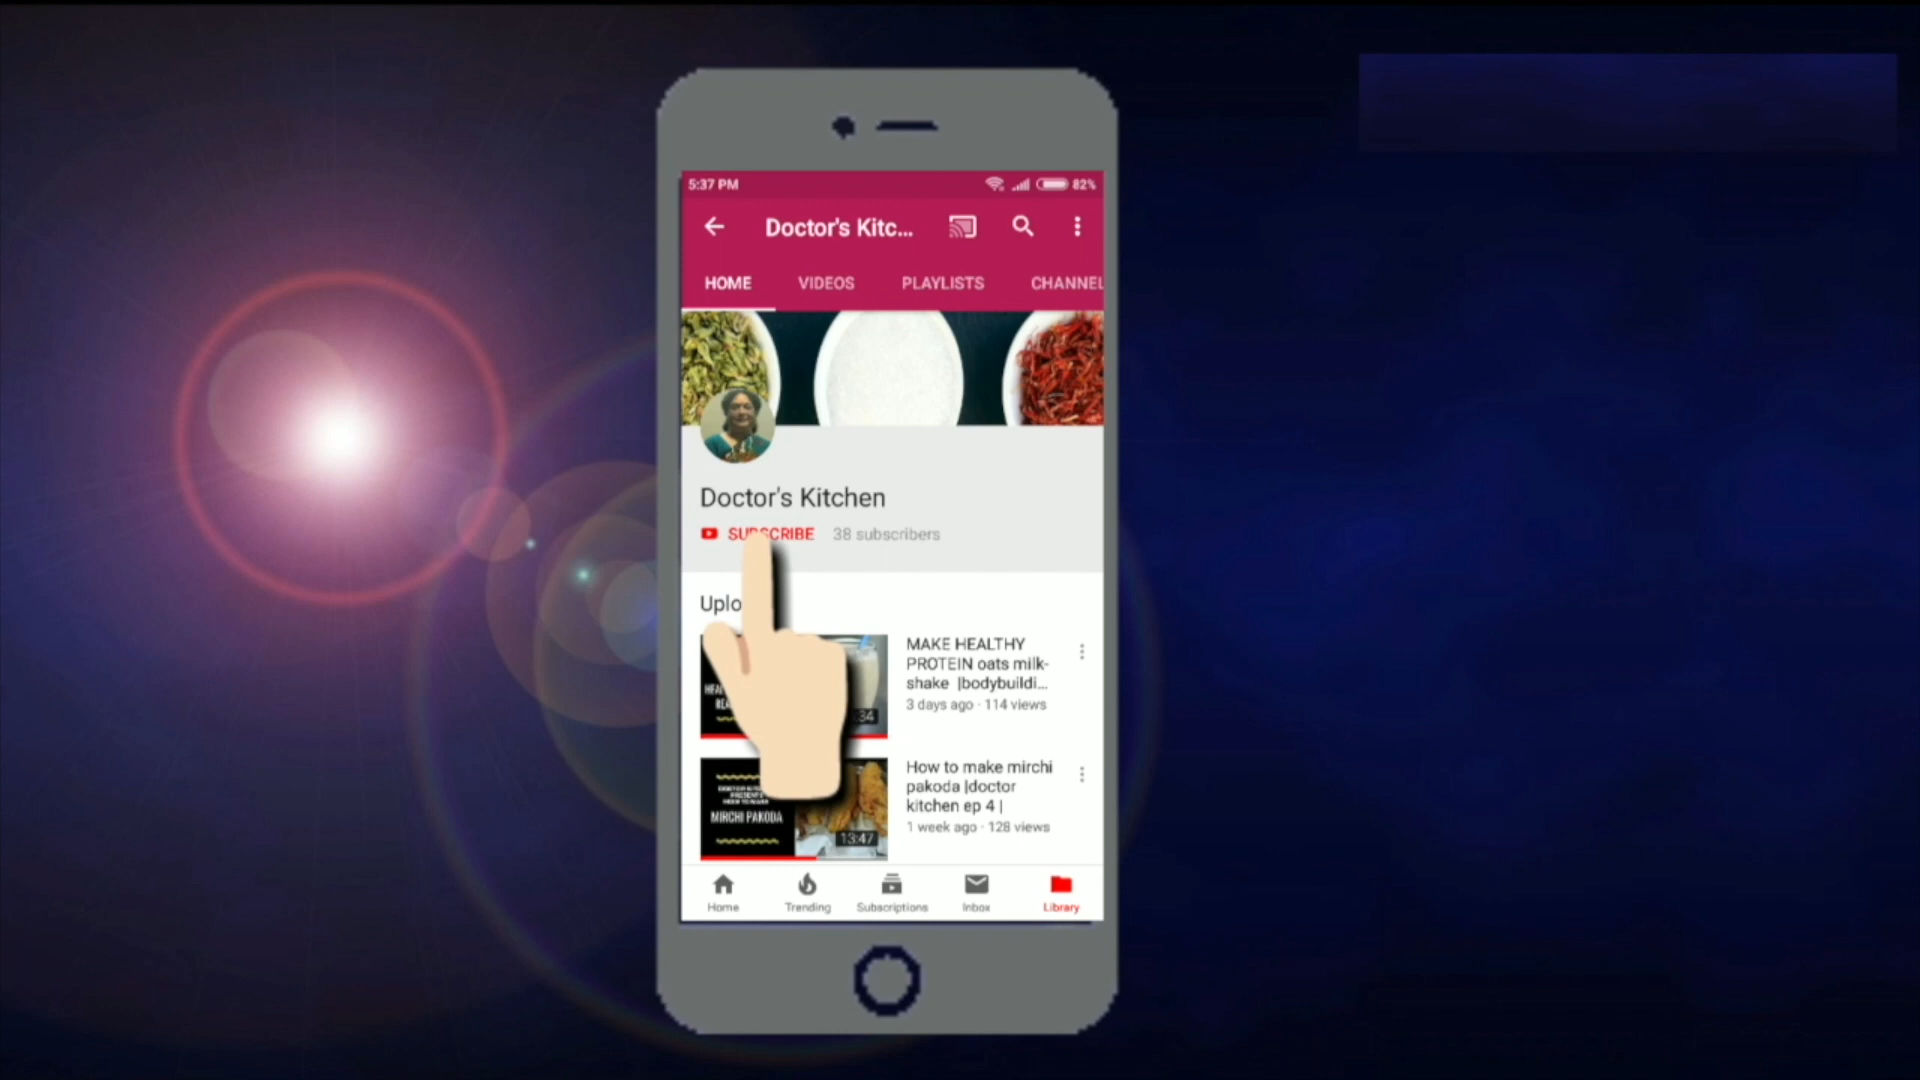 5:37 PM
82%
Doctor's Kitc...
HOME VIDEOS PLAYLISTS CHANNEL
Doctor's Kitchen
SUBSCRIBE 38 subscribers
Uplo
34
MAKE HEALTHY
PROTEIN oats milk-
shake |bodybuildi...
3 days ago · 114 views
MIRCHI PAKODA
13:47
How to make mirchi
pakoda |doctor
kitchen ep 4 |
1 week ago · 128 views
Home Trending Subscriptions Inbox Library